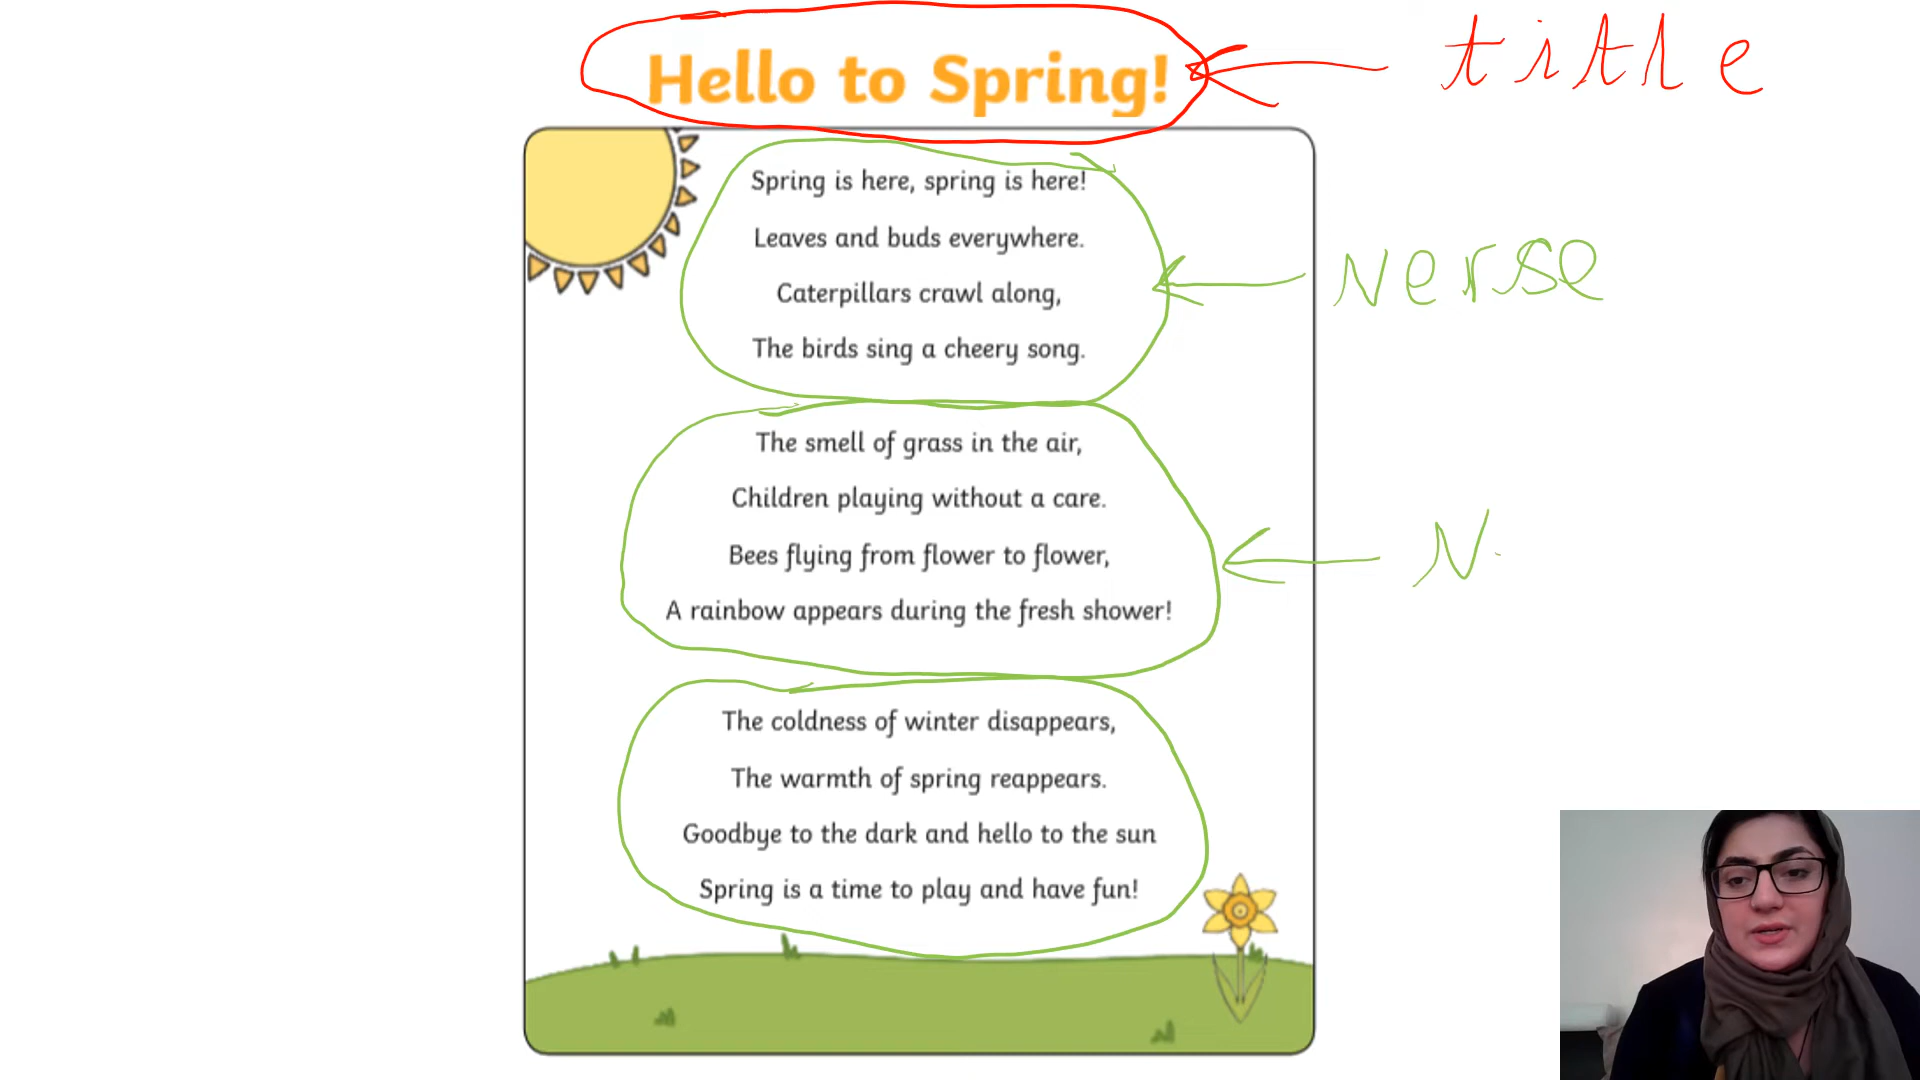 Hello to Spring!
title
Spring is here, spring is here!
Leaves and buds everywhere.
Caterpillars crawl along,
The birds sing a cheery song.
verse
The smell of grass in the air,
Children playing without a care.
Bees flying from flower to flower,
A rainbow appears during the fresh shower!
v
The coldness of winter disappears,
The warmth of spring reappears.
Goodbye to the dark and hello to the sun
Spring is a time to play and have fun!